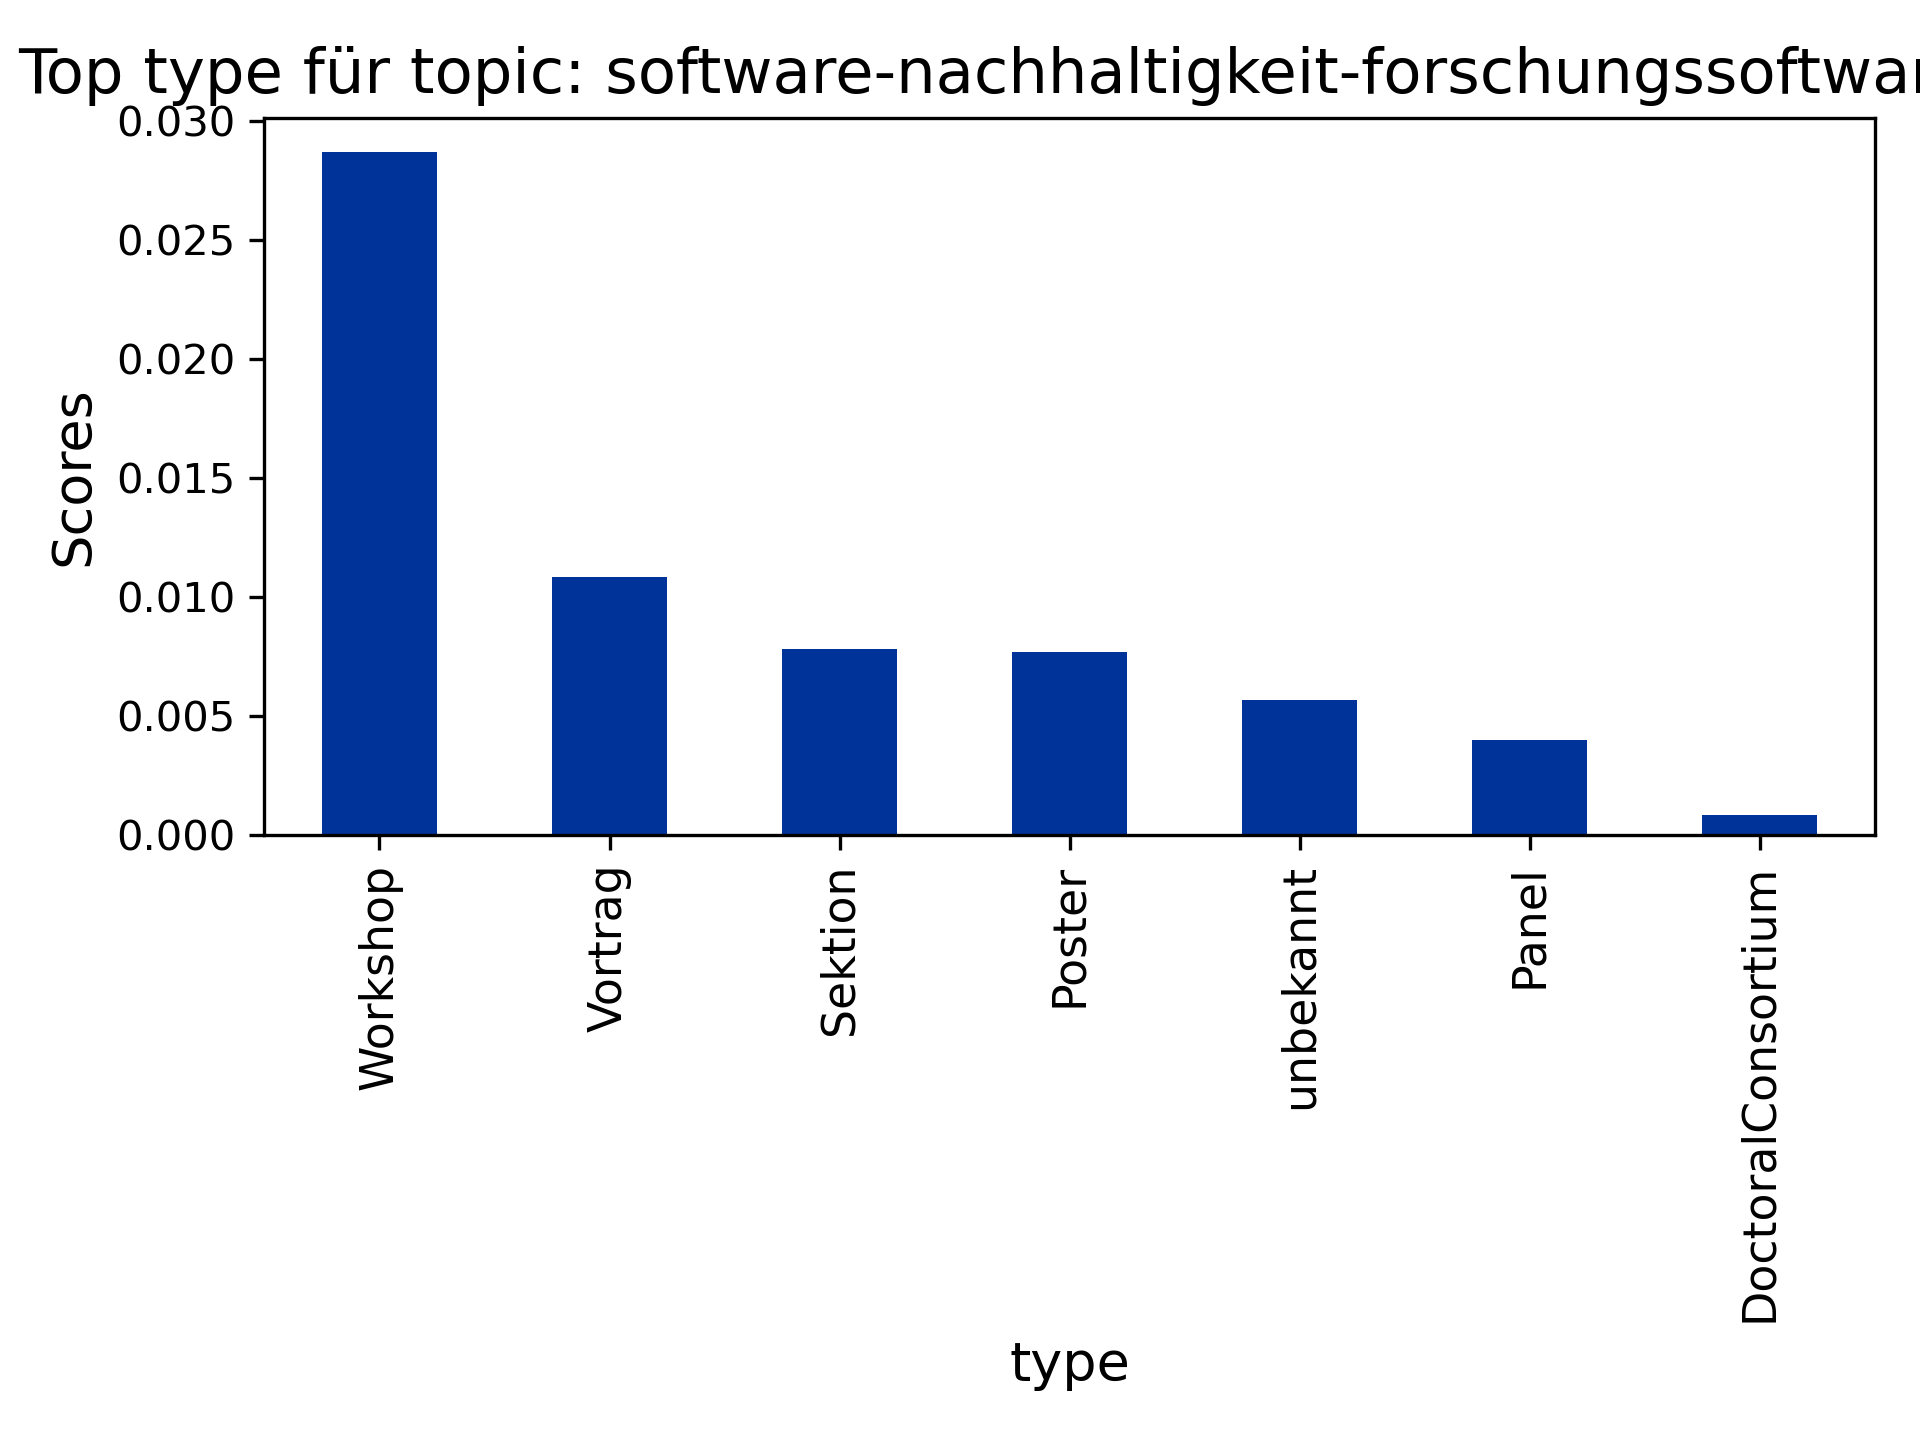 Top type für topic: software-nachhaltigkeit-forschungssoftwar
0.030
0.025
0.020
0.015
0.010
0.005
0.000
Scores
Workshop
Vortrag
Sektion
Poster
unbekannt
Panel
DoctoralConsortium
type